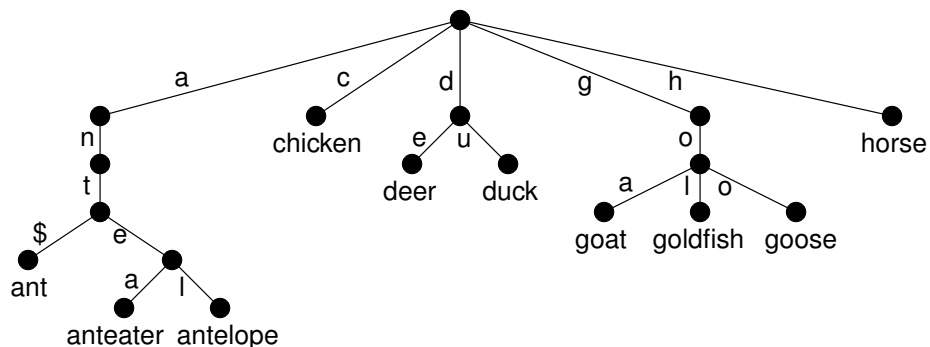 a c d g h
n chicken e u o horse
t deer duck a l o
$ e goat goldfish goose
ant a l
anteater antelope